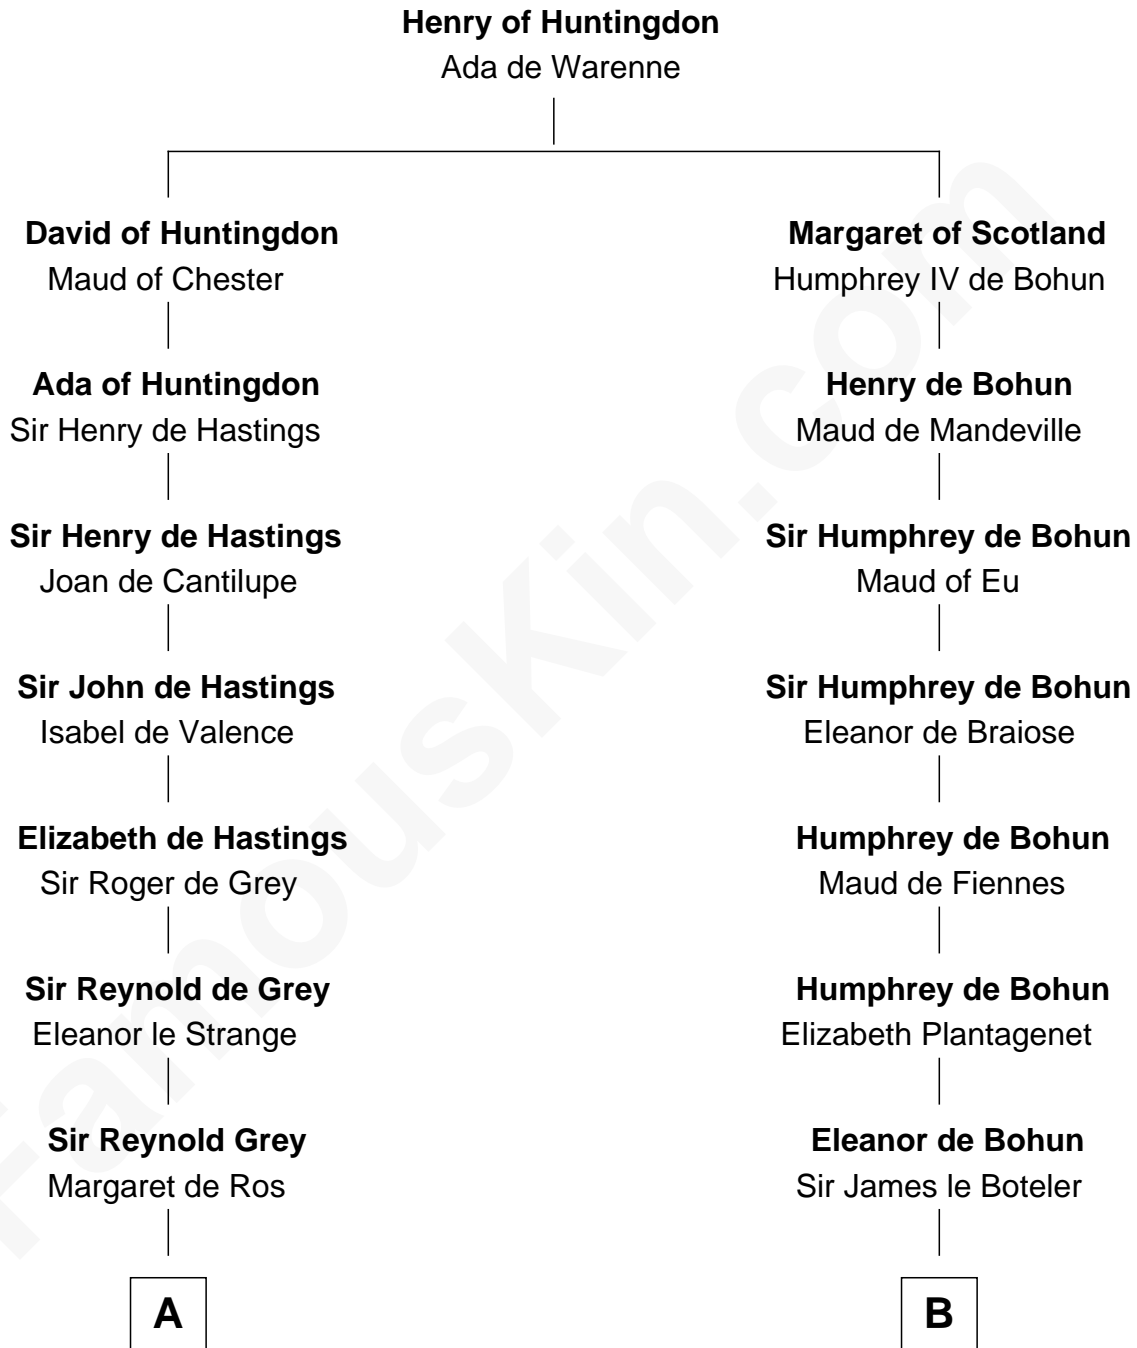 Henry of Huntingdon
Ada de Warenne
David of Huntingdon
Maud of Chester
Ada of Huntingdon
Sir Henry de Hastings
Sir Henry de Hastings
Joan de Cantilupe
Sir John de Hastings
Isabel de Valence
Elizabeth de Hastings
Sir Roger de Grey
Sir Reynold de Grey
Eleanor le Strange
Sir Reynold Grey
Margaret de Ros
A
Margaret of Scotland
Humphrey IV de Bohun
Henry de Bohun
Maud de Mandeville
Sir Humphrey de Bohun
Maud of Eu
Sir Humphrey de Bohun
Eleanor de Braiose
Humphrey de Bohun
Maud de Fiennes
Humphrey de Bohun
Elizabeth Plantagenet
Eleanor de Bohun
Sir James le Boteler
B
FamousKin.com